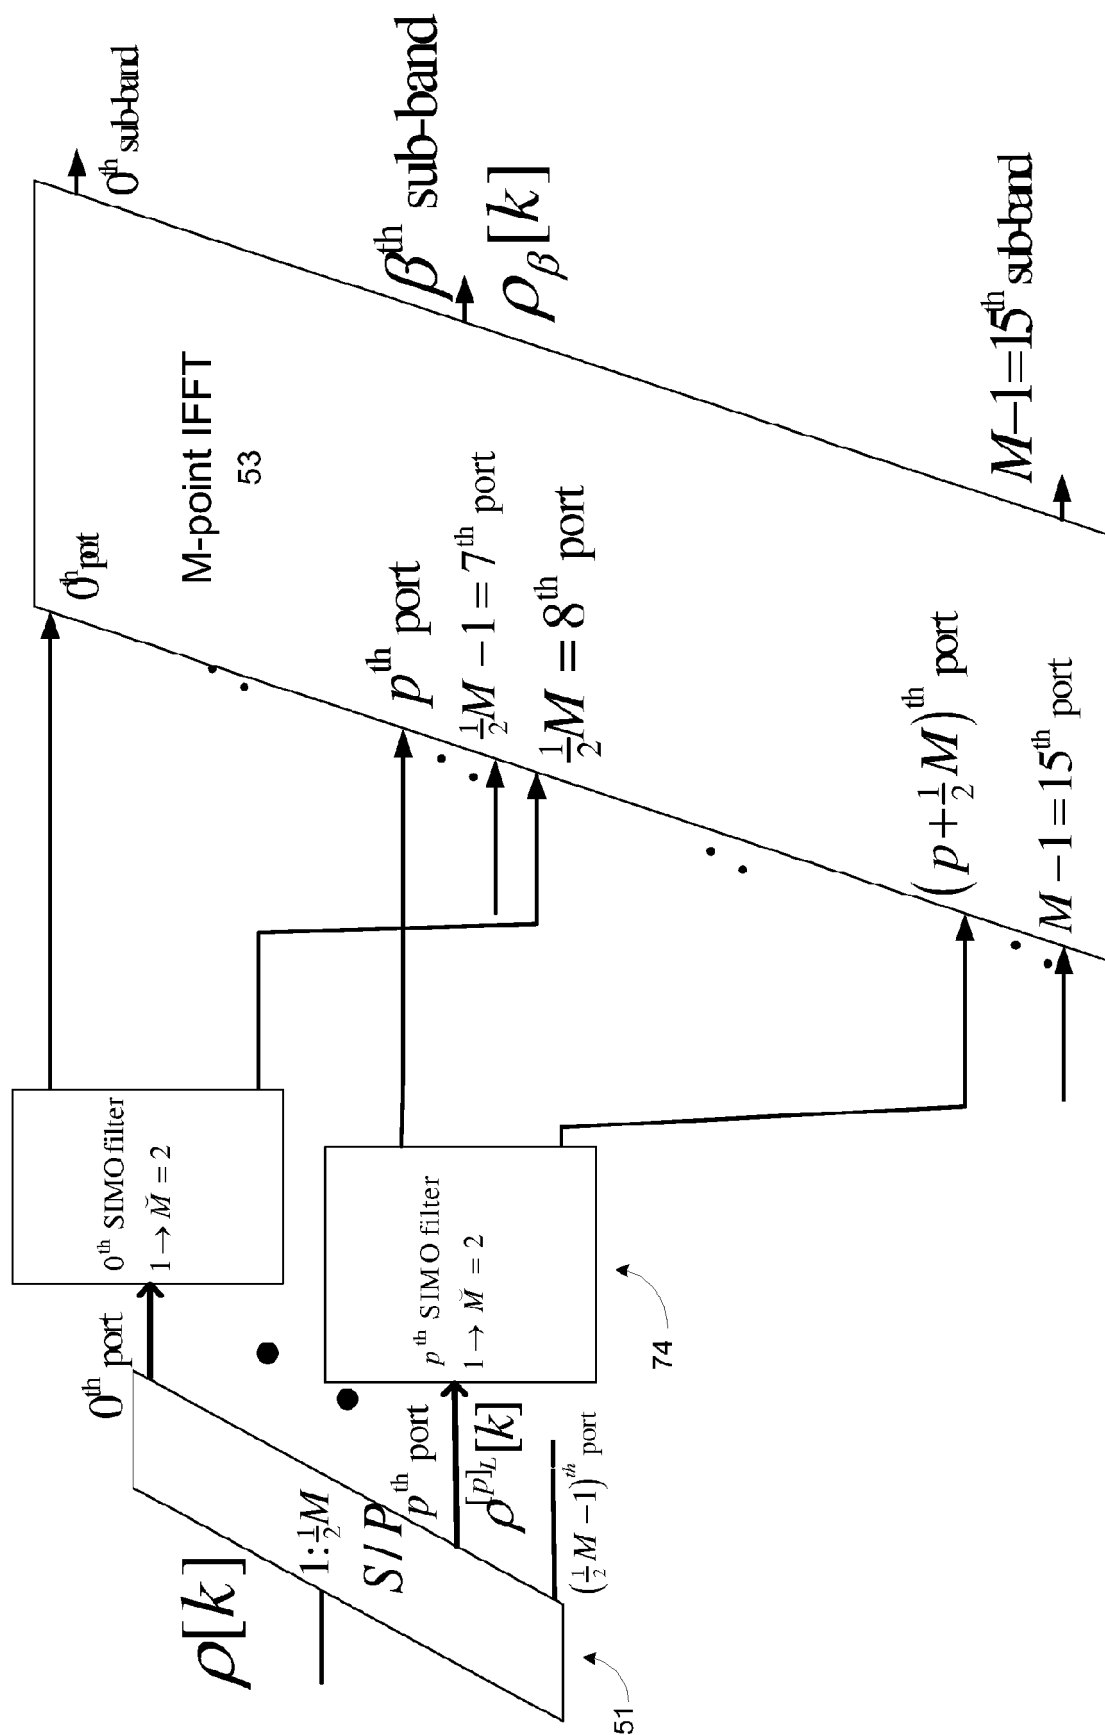 ρ[k]
1:½M
S/P
51
0th port
pth port
ρ[p]L[k]
(½M −1)th port
0th SIMO filter
1→M̆ = 2
pth SIMO filter
1→ M̆ = 2
74
0th port
M-point IFFT
53
pth port
½M −1=7th port
½M =8th port
(p+½M)th port
M −1=15th port
0th sub-band
βth sub-band
ρβ[k]
M−1=15th sub-band